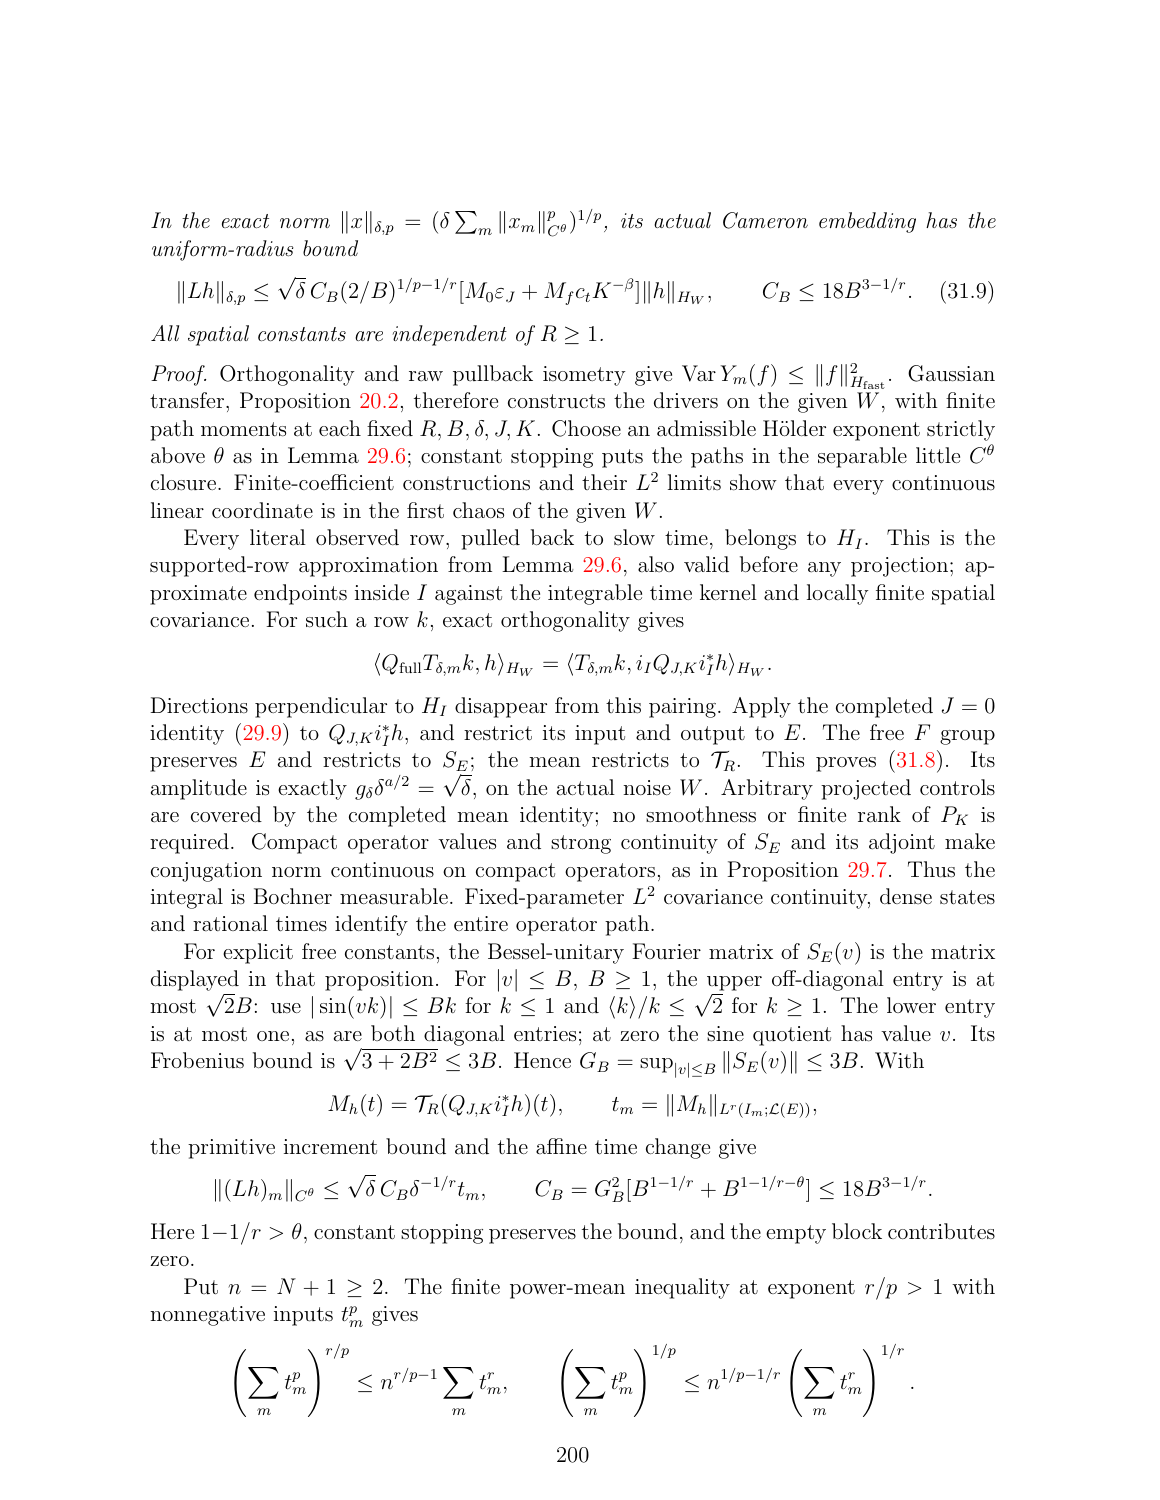 In the exact norm ‖x‖_{δ,p} = (δ ∑_m ‖x_m‖^p_{C^θ})^{1/p}, its actual Cameron embedding has the
uniform-radius bound
‖Lh‖_{δ,p} ≤ √δ C_B(2/B)^{1/p−1/r}[M_0ε_J + M_f c_t K^{−β}]‖h‖_{H_W}, C_B ≤ 18B^{3−1/r}. (31.9)
All spatial constants are independent of R ≥ 1.
Proof. Orthogonality and raw pullback isometry give Var Y_m(f) ≤ ‖f‖²_{H_fast}. Gaussian
transfer, Proposition 20.2, therefore constructs the drivers on the given W, with finite
path moments at each fixed R, B, δ, J, K. Choose an admissible Hölder exponent strictly
above θ as in Lemma 29.6; constant stopping puts the paths in the separable little C^θ
closure. Finite-coefficient constructions and their L² limits show that every continuous
linear coordinate is in the first chaos of the given W.
Every literal observed row, pulled back to slow time, belongs to H_I. This is the
supported-row approximation from Lemma 29.6, also valid before any projection; ap-
proximate endpoints inside I against the integrable time kernel and locally finite spatial
covariance. For such a row k, exact orthogonality gives
⟨Q_full T_{δ,m}k, h⟩_{H_W} = ⟨T_{δ,m}k, i_I Q_{J,K} i_I^* h⟩_{H_W}.
Directions perpendicular to H_I disappear from this pairing. Apply the completed J = 0
identity (29.9) to Q_{J,K} i_I^* h, and restrict its input and output to E. The free F group
preserves E and restricts to S_E; the mean restricts to 𝒯_R. This proves (31.8). Its
amplitude is exactly g_δ δ^{a/2} = √δ, on the actual noise W. Arbitrary projected controls
are covered by the completed mean identity; no smoothness or finite rank of P_K is
required. Compact operator values and strong continuity of S_E and its adjoint make
conjugation norm continuous on compact operators, as in Proposition 29.7. Thus the
integral is Bochner measurable. Fixed-parameter L² covariance continuity, dense states
and rational times identify the entire operator path.
For explicit free constants, the Bessel-unitary Fourier matrix of S_E(v) is the matrix
displayed in that proposition. For |v| ≤ B, B ≥ 1, the upper off-diagonal entry is at
most √2B: use | sin(vk)| ≤ Bk for k ≤ 1 and ⟨k⟩/k ≤ √2 for k ≥ 1. The lower entry
is at most one, as are both diagonal entries; at zero the sine quotient has value v. Its
Frobenius bound is √(3 + 2B²) ≤ 3B. Hence G_B = sup_{|v|≤B} ‖S_E(v)‖ ≤ 3B. With
M_h(t) = 𝒯_R(Q_{J,K} i_I^* h)(t), t_m = ‖M_h‖_{L^r(I_m;ℒ(E))},
the primitive increment bound and the affine time change give
‖(Lh)_m‖_{C^θ} ≤ √δ C_B δ^{−1/r} t_m, C_B = G_B²[B^{1−1/r} + B^{1−1/r−θ}] ≤ 18B^{3−1/r}.
Here 1−1/r > θ, constant stopping preserves the bound, and the empty block contributes
zero.
Put n = N + 1 ≥ 2. The finite power-mean inequality at exponent r/p > 1 with
nonnegative inputs t_m^p gives
(∑_m t_m^p)^{r/p} ≤ n^{r/p−1} ∑_m t_m^r, (∑_m t_m^p)^{1/p} ≤ n^{1/p−1/r} (∑_m t_m^r)^{1/r}.
200